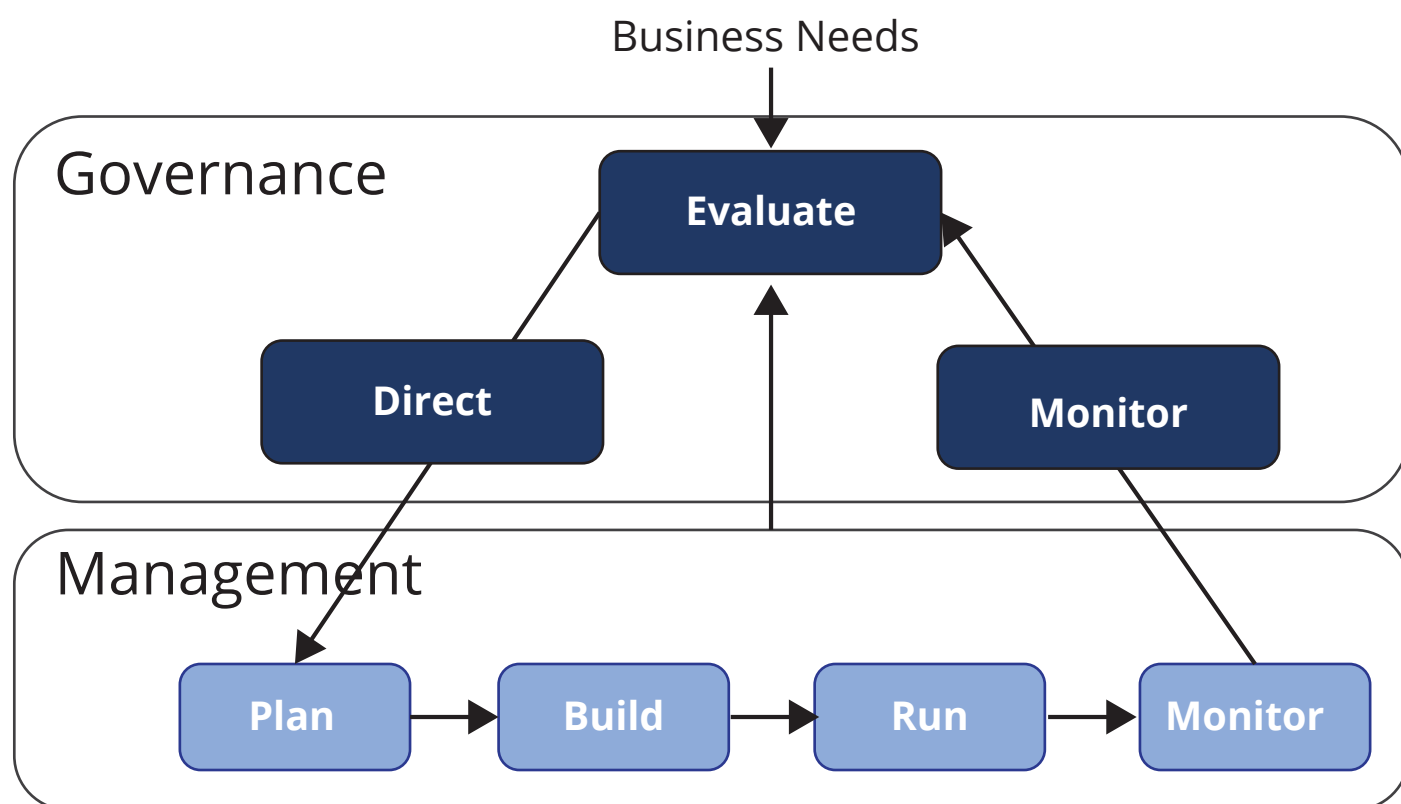 Business Needs
Governance
Evaluate
Direct
Monitor
Management
Plan
Build
Run
Monitor